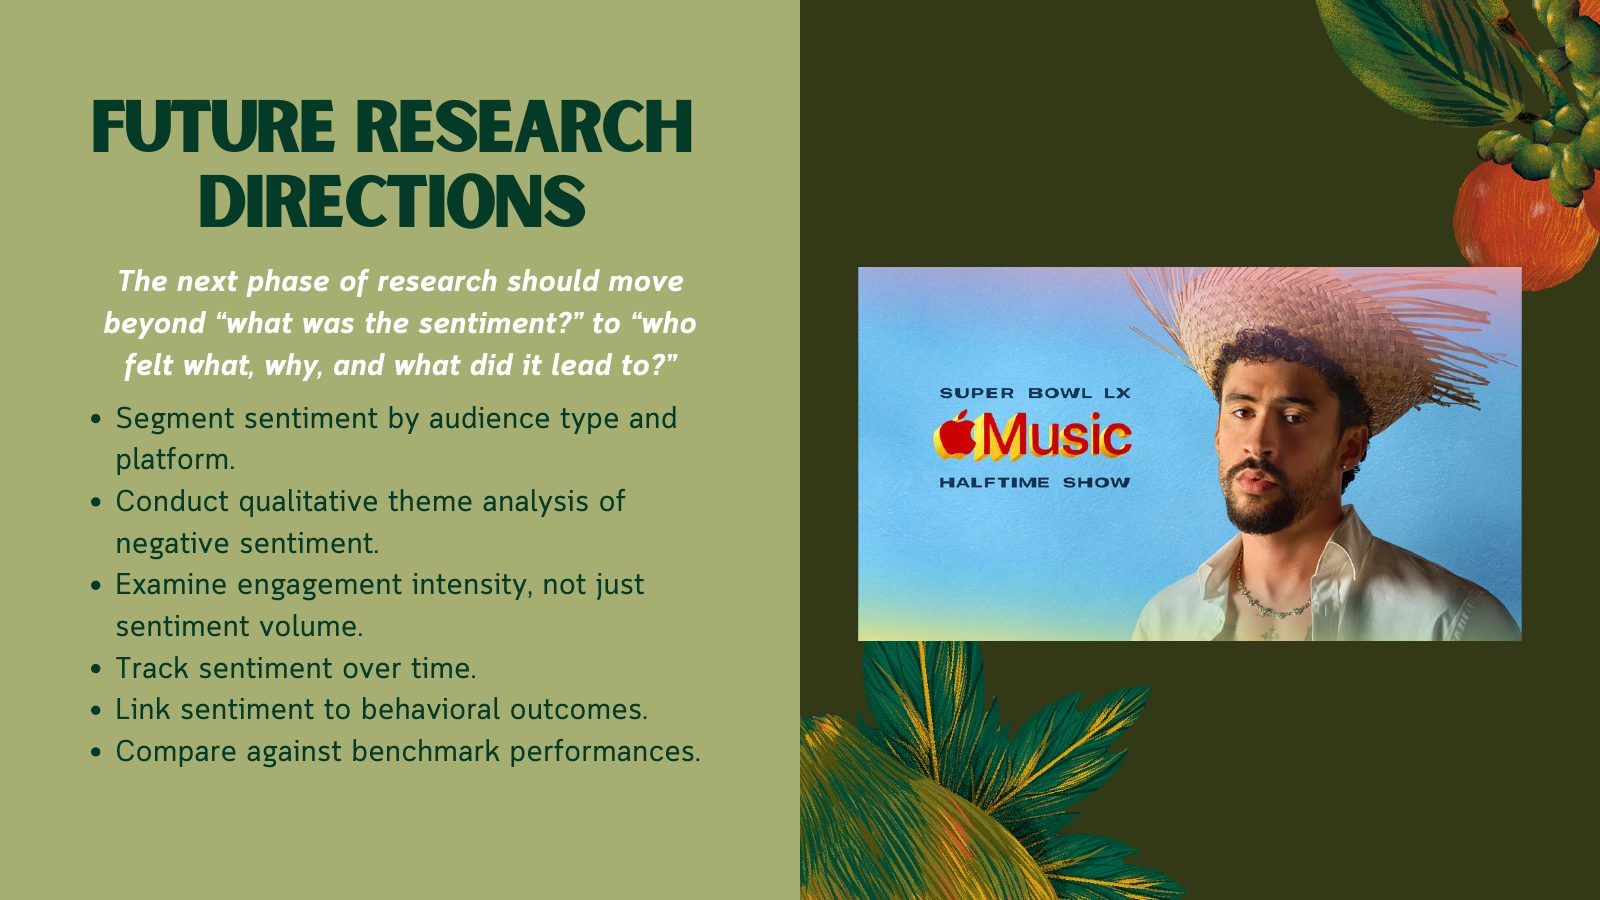 FUTURE RESEARCH
DIRECTIONS
The next phase of research should move
beyond “what was the sentiment?” to “who
felt what, why, and what did it lead to?”
• Segment sentiment by audience type and
platform.
• Conduct qualitative theme analysis of
negative sentiment.
• Examine engagement intensity, not just
sentiment volume.
• Track sentiment over time.
• Link sentiment to behavioral outcomes.
• Compare against benchmark performances.
SUPER BOWL LX
Music
HALFTIME SHOW